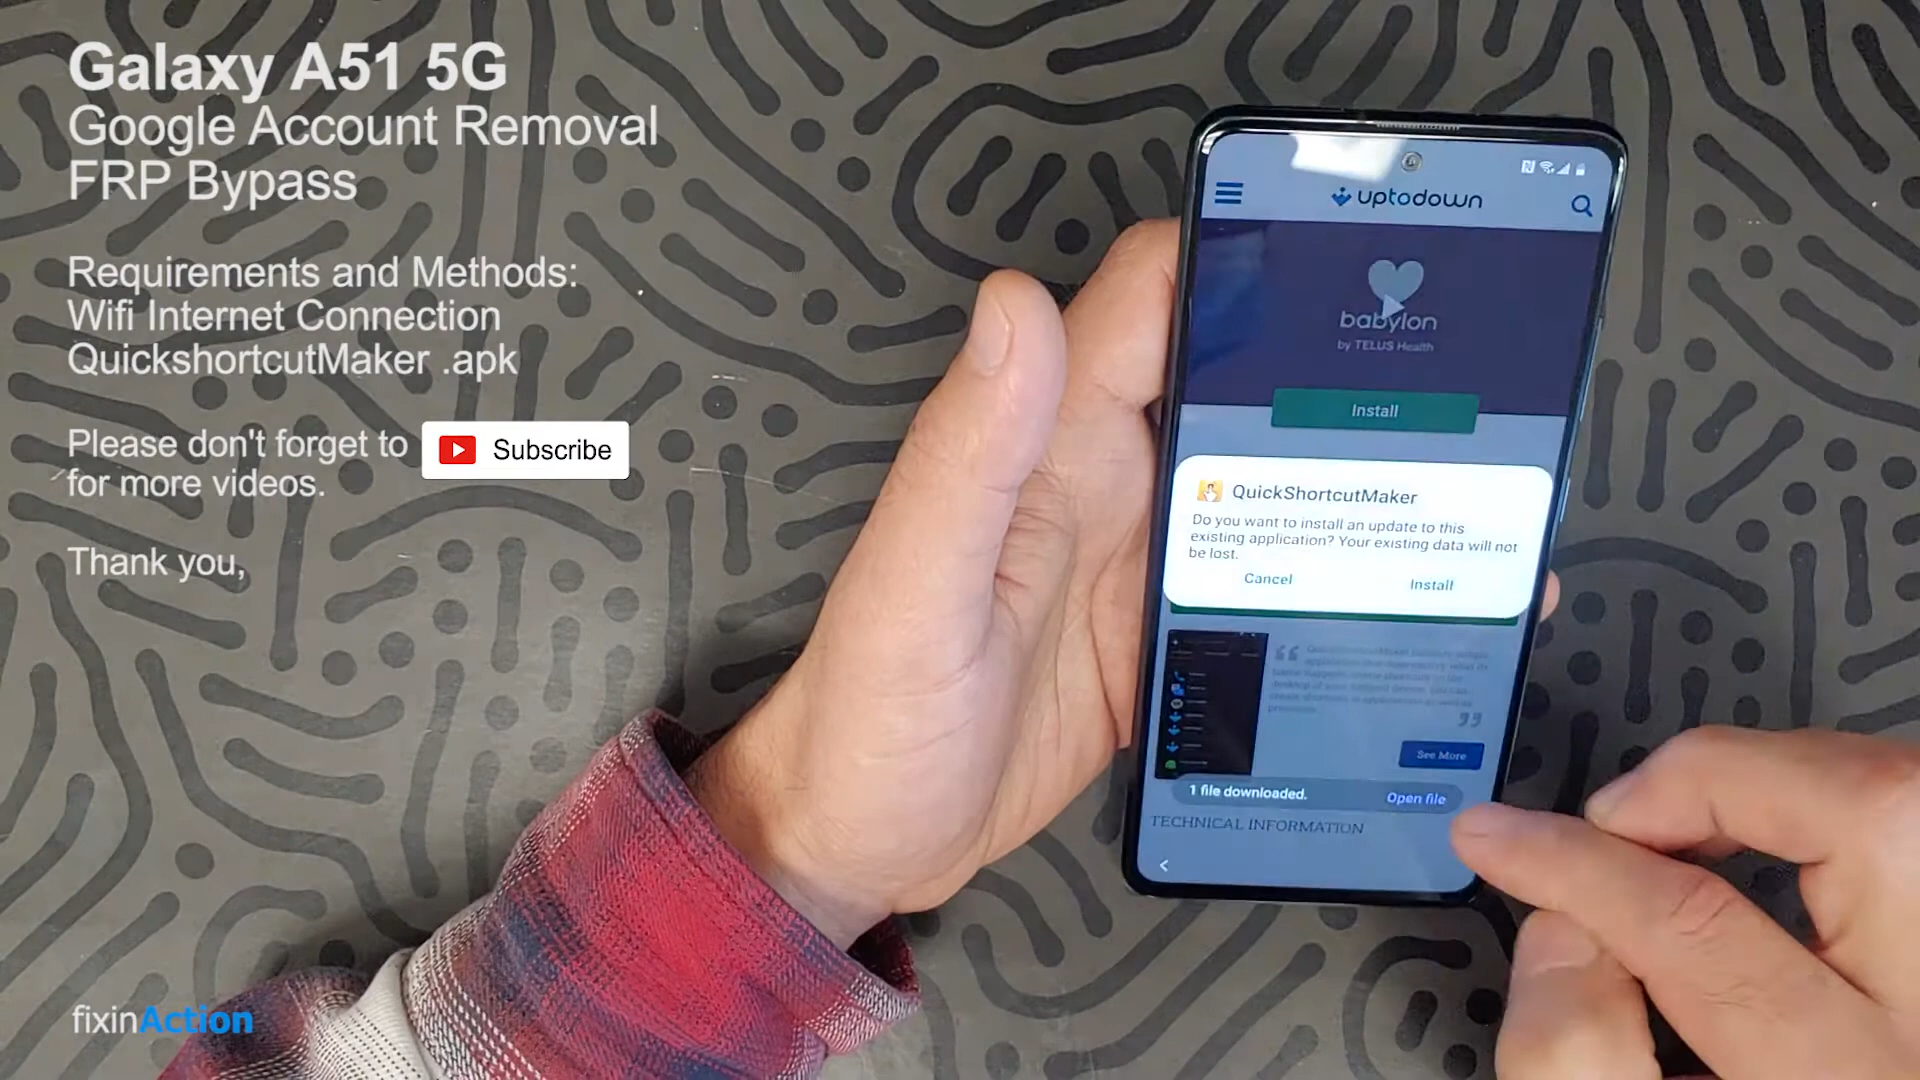 Galaxy A51 5G
Google Account Removal
FRP Bypass
Requirements and Methods:
Wifi Internet Connection
QuickshortcutMaker .apk
Please don't forget to
Subscribe
for more videos.
Thank you,
fixinAction
uptodown
babylon
by TELUS Health
Install
QuickShortcutMaker
Do you want to install an update to this
existing application? Your existing data will not
be lost.
Cancel
Install
See More
1 file downloaded.
Open file
TECHNICAL INFORMATION